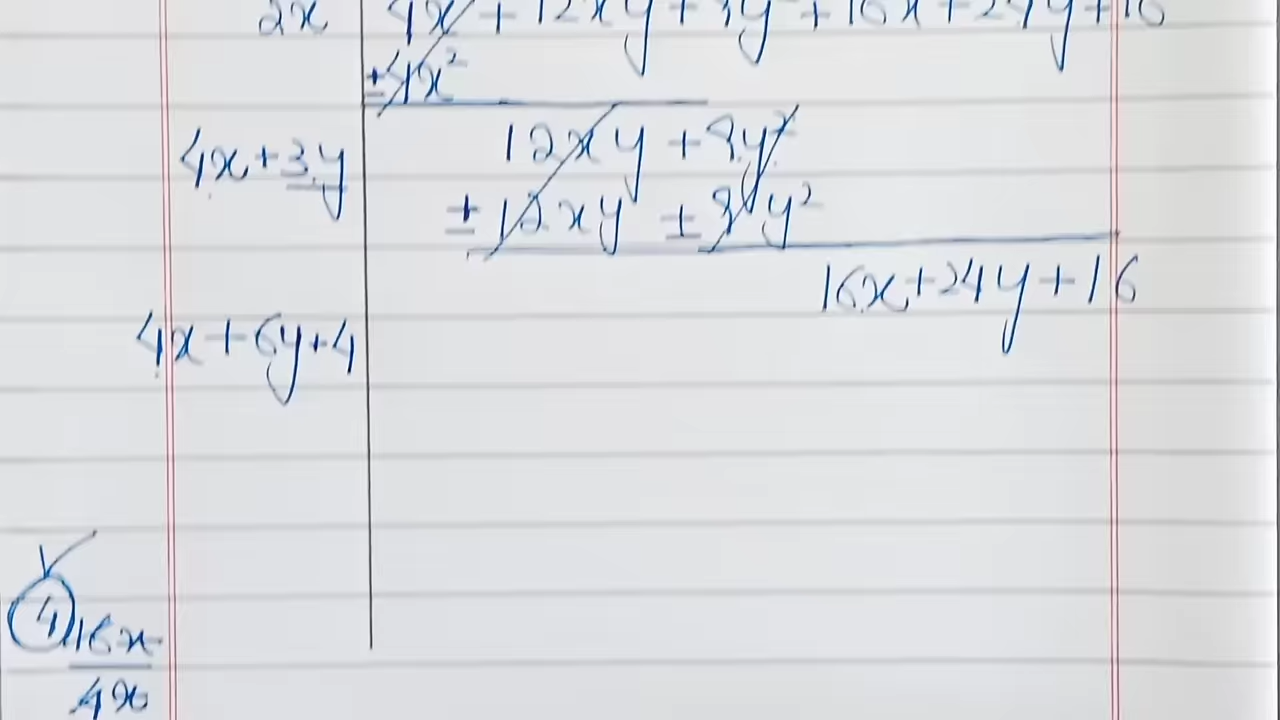 2x 4x² + 12xy + 9y² + 16x + 24y + 16
±4x²
4x+3y 12xy + 9y²
±12xy ±9y²
16x+24y+16
4x+6y+4
4 16x
4x